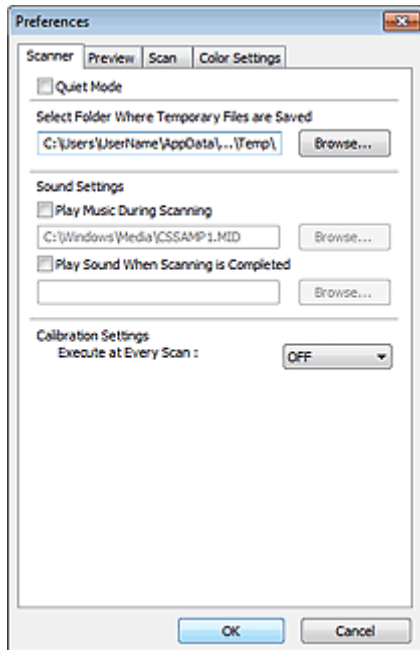 Preferences
Scanner Preview Scan Color Settings
Quiet Mode
Select Folder Where Temporary Files are Saved
C:\Users\UserName\AppData\...\Temp\ Browse...
Sound Settings
Play Music During Scanning
C:\Windows\Media\CSSAMP1.MID Browse...
Play Sound When Scanning is Completed
Browse...
Calibration Settings
Execute at Every Scan : OFF
OK Cancel